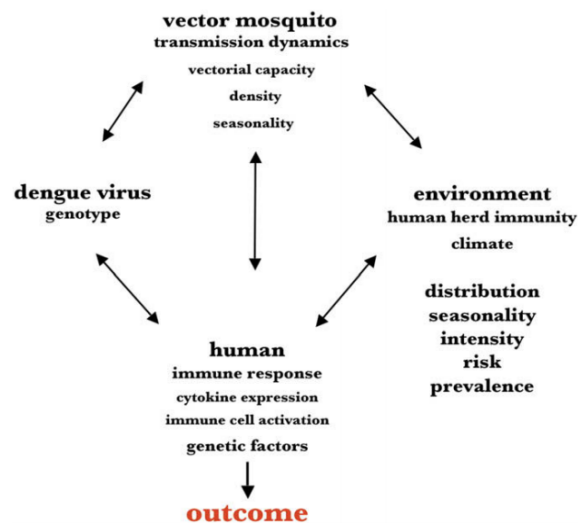 vector mosquito
transmission dynamics
vectorial capacity
density
seasonality
dengue virus
genotype
environment
human herd immunity
climate
distribution
seasonality
intensity
risk
prevalence
human
immune response
cytokine expression
immune cell activation
genetic factors
outcome